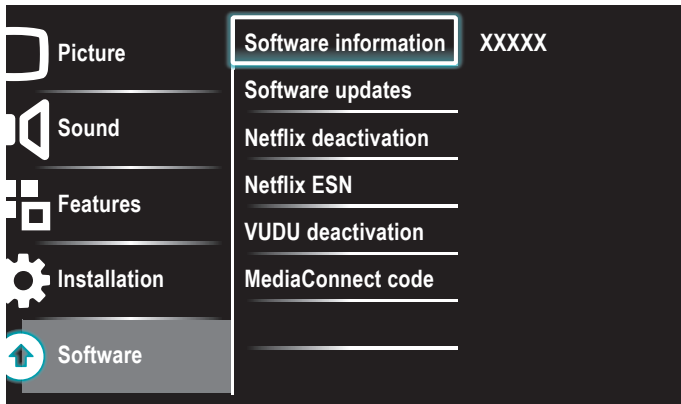 Picture
Sound
Features
Installation
Software
Software information XXXXX
Software updates
Netflix deactivation
Netflix ESN
VUDU deactivation
MediaConnect code